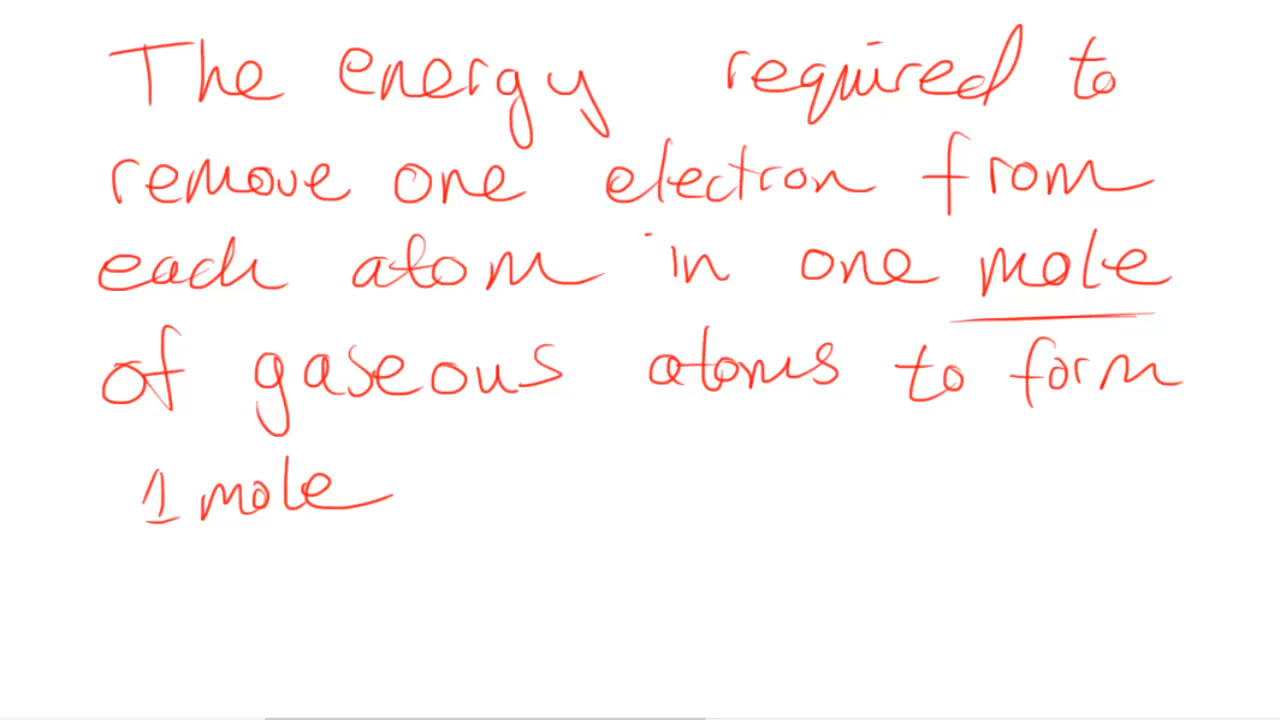 The energy required to
remove one electron from
each atom in one mole
of gaseous atoms to form
1 mole